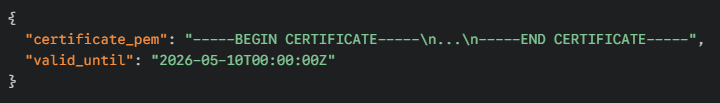 {
  "certificate_pem": "-----BEGIN CERTIFICATE-----\n...\n-----END CERTIFICATE-----",
  "valid_until": "2026-05-10T00:00:00Z"
}